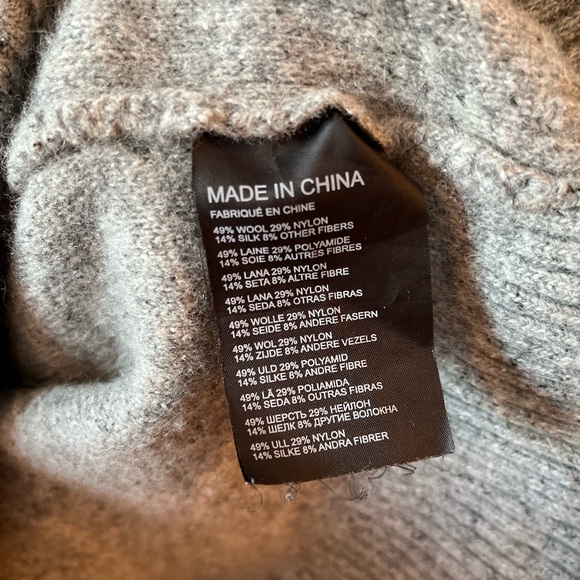 MADE IN CHINA
FABRIQUÉ EN CHINE
49% WOOL 29% NYLON
14% SILK 8% OTHER FIBERS
49% LAINE 29% POLYAMIDE
14% SOIE 8% AUTRES FIBRES
49% LANA 29% NYLON
14% SETA 8% ALTRE FIBRE
49% LANA 29% NYLON
14% SEDA 8% OTRAS FIBRAS
49% WOLLE 29% NYLON
14% SEIDE 8% ANDERE FASERN
49% WOL 29% NYLON
14% ZIJDE 8% ANDERE VEZELS
49% ULD 29% POLYAMID
14% SILKE 8% ANDRE FIBRE
49% LÃ 29% POLIAMIDA
14% SEDA 8% OUTRAS FIBRAS
49% ШЕРСТЬ 29% НЕЙЛОН
14% ШЕЛК 8% ДРУГИЕ ВОЛОКНА
49% ULL 29% NYLON
14% SILKE 8% ANDRA FIBRER